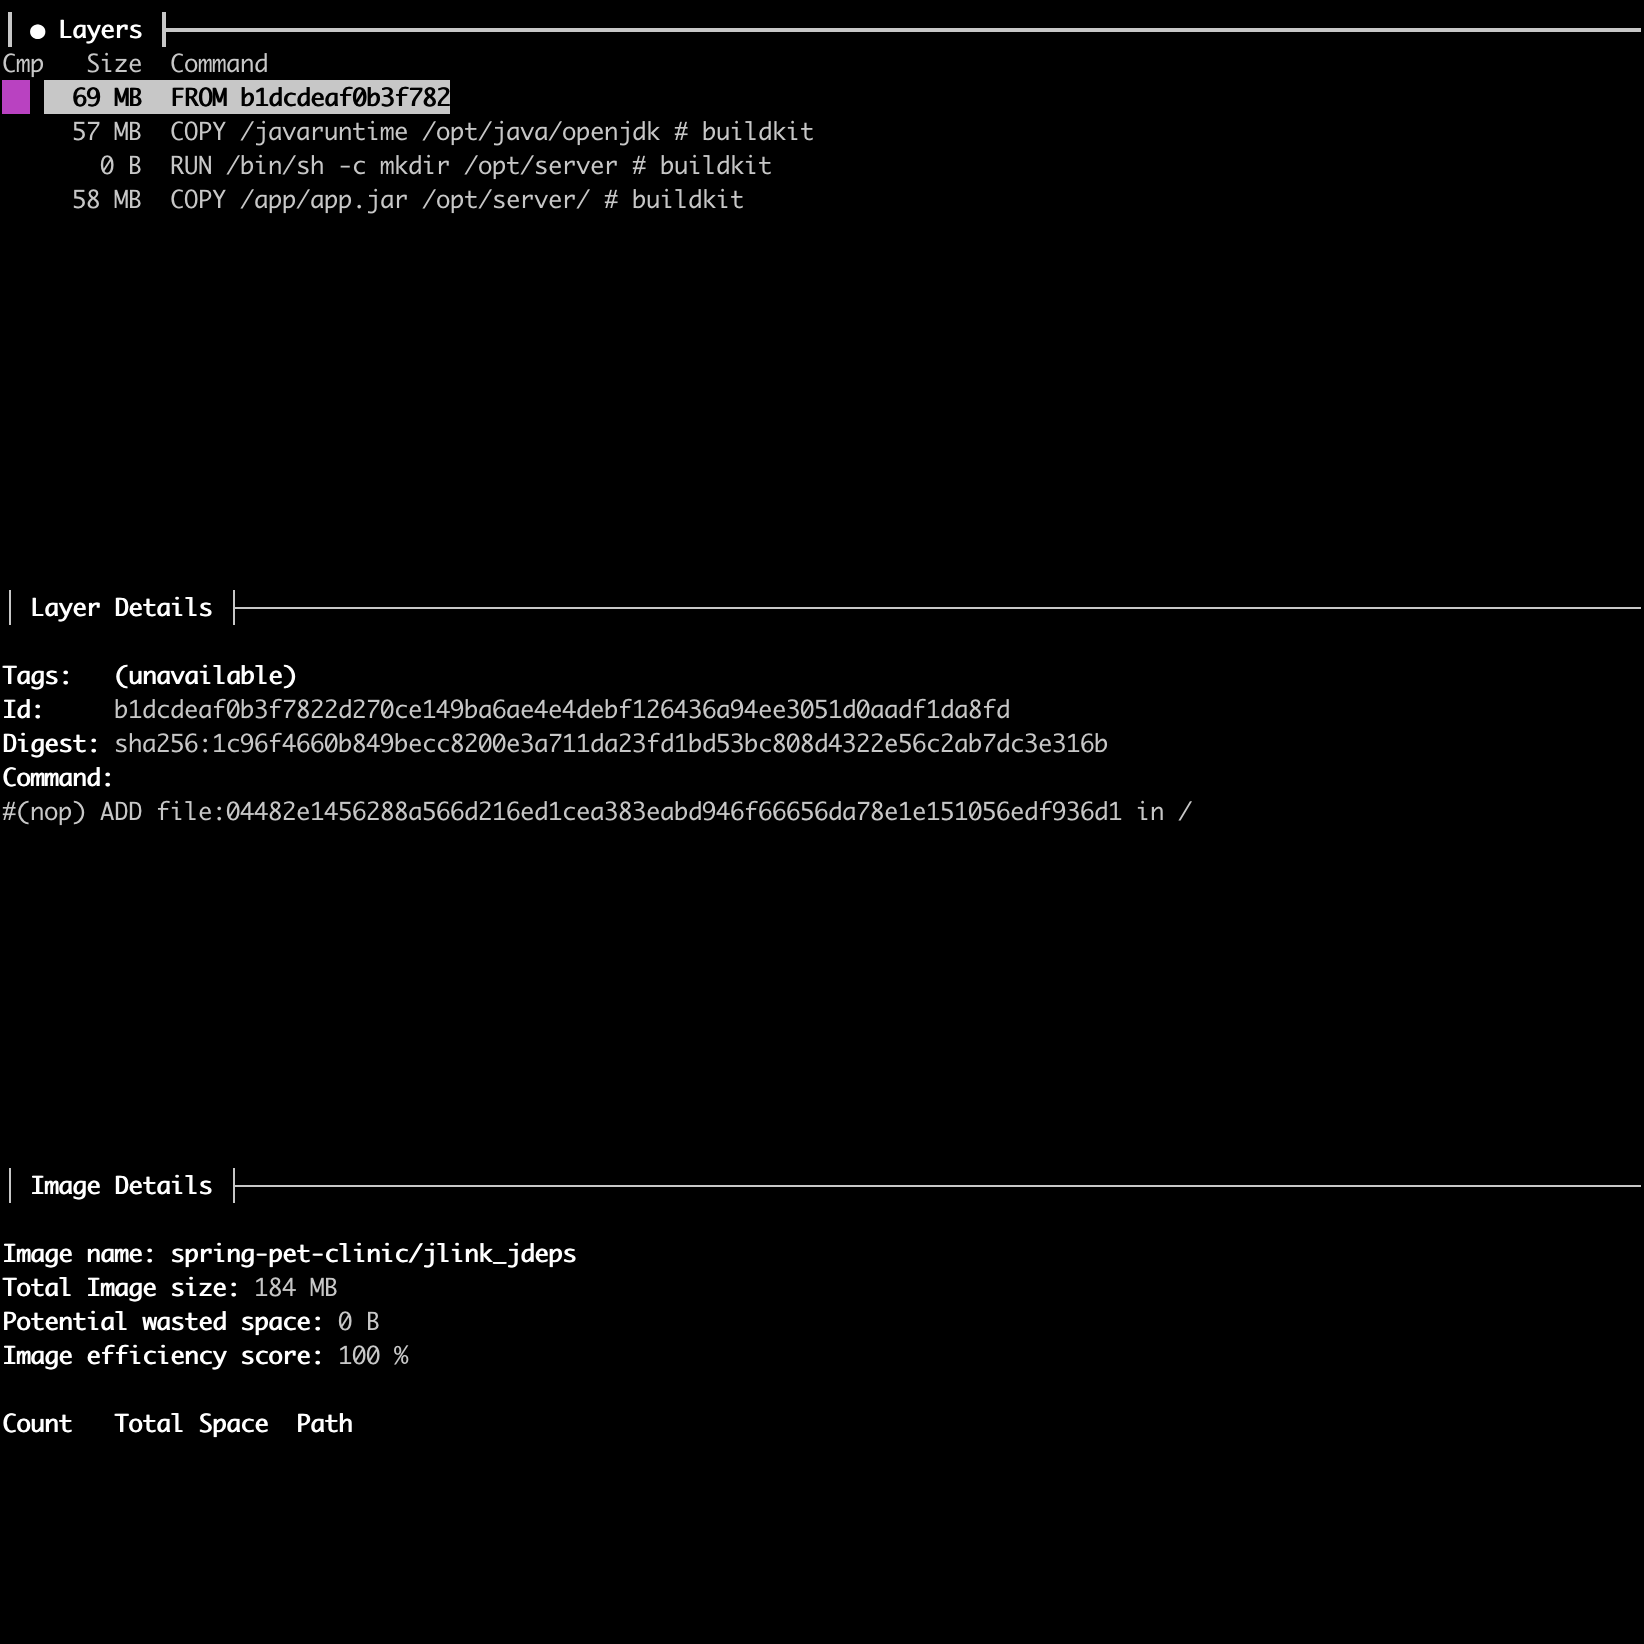 ● Layers
Cmp Size Command
69 MB FROM b1dcdeaf0b3f782
57 MB COPY /javaruntime /opt/java/openjdk # buildkit
0 B RUN /bin/sh -c mkdir /opt/server # buildkit
58 MB COPY /app/app.jar /opt/server/ # buildkit
Layer Details
Tags: (unavailable)
Id: b1dcdeaf0b3f7822d270ce149ba6ae4e4debf126436a94ee3051d0aadf1da8fd
Digest: sha256:1c96f4660b849becc8200e3a711da23fd1bd53bc808d4322e56c2ab7dc3e316b
Command:
#(nop) ADD file:04482e1456288a566d216ed1cea383eabd946f66656da78e1e151056edf936d1 in /
Image Details
Image name: spring-pet-clinic/jlink_jdeps
Total Image size: 184 MB
Potential wasted space: 0 B
Image efficiency score: 100 %
Count Total Space Path